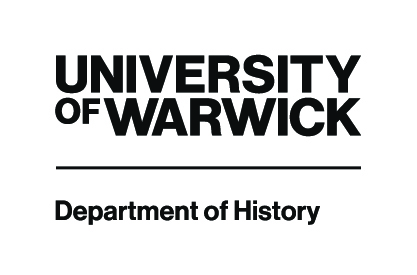 UNIVERSITY
OF WARWICK
Department of History